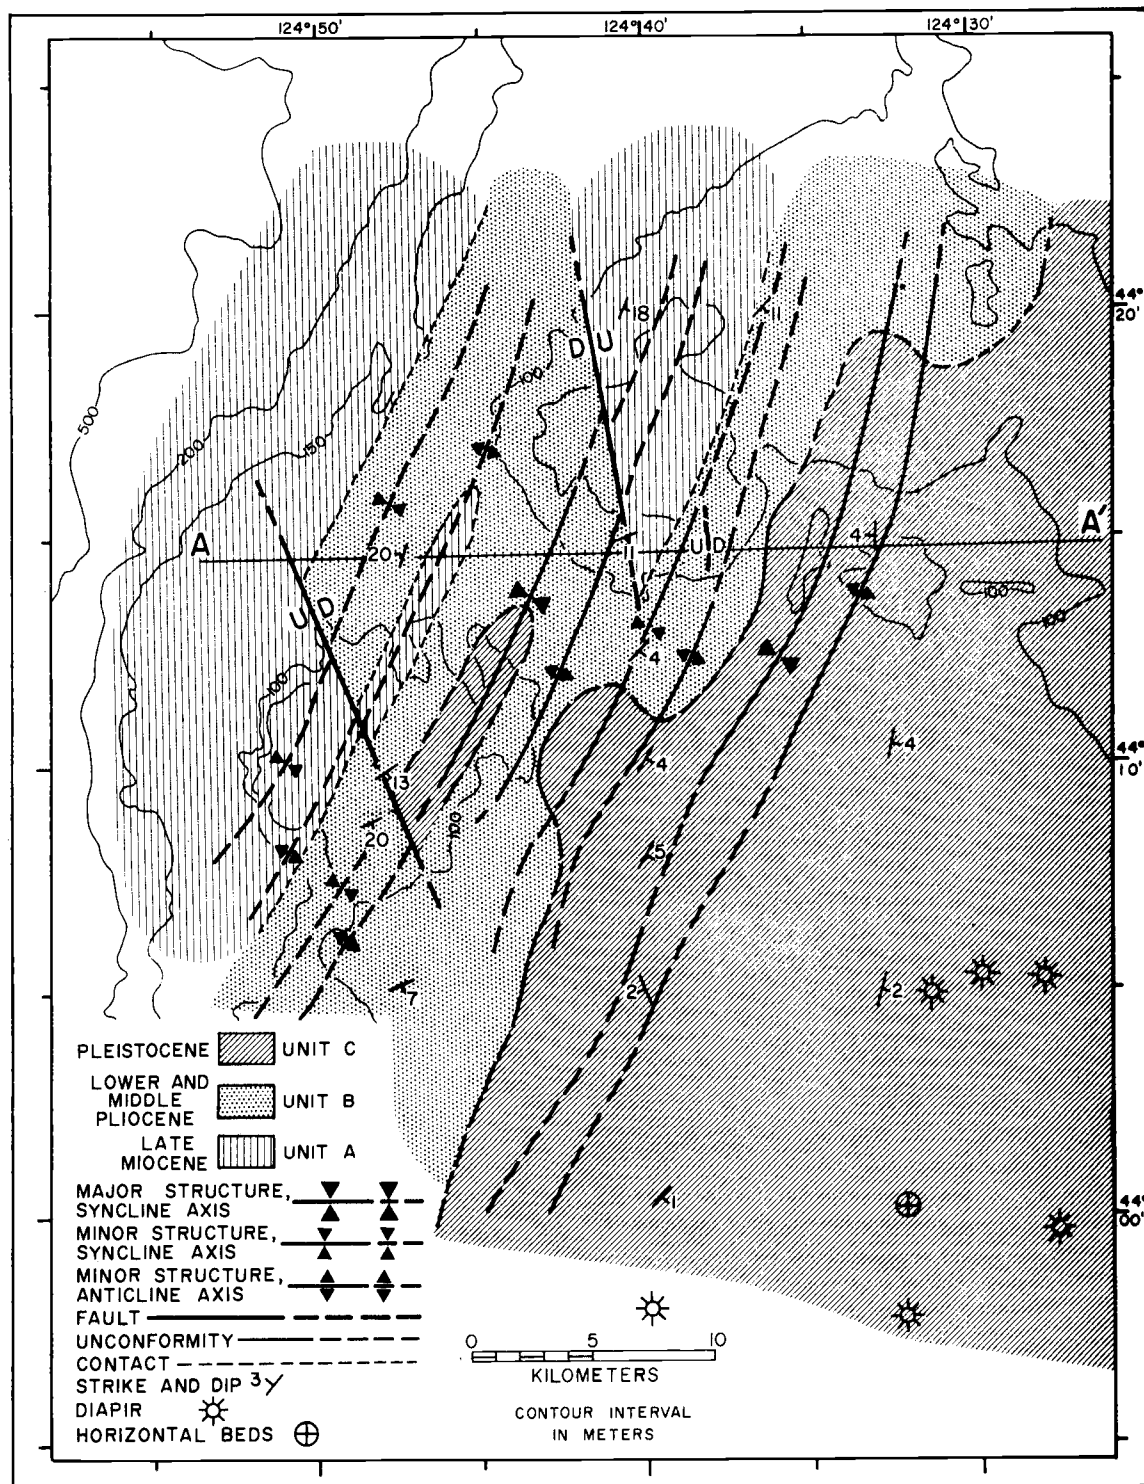 124°50' 124°40' 124°30'
44° 20'
18 11
D U
100
500
200
150
A A'
4
20 11 U D
100
100
U D
4
100
4
44° 10'
4
13
100
20
5
7 2 2
PLEISTOCENE UNIT C
LOWER AND MIDDLE PLIOCENE UNIT B
LATE MIOCENE UNIT A
MAJOR STRUCTURE, SYNCLINE AXIS
MINOR STRUCTURE, SYNCLINE AXIS
MINOR STRUCTURE, ANTICLINE AXIS
FAULT
UNCONFORMITY
CONTACT
STRIKE AND DIP 3
DIAPIR
HORIZONTAL BEDS
1
44° 00'
0 5 10
KILOMETERS
CONTOUR INTERVAL
IN METERS